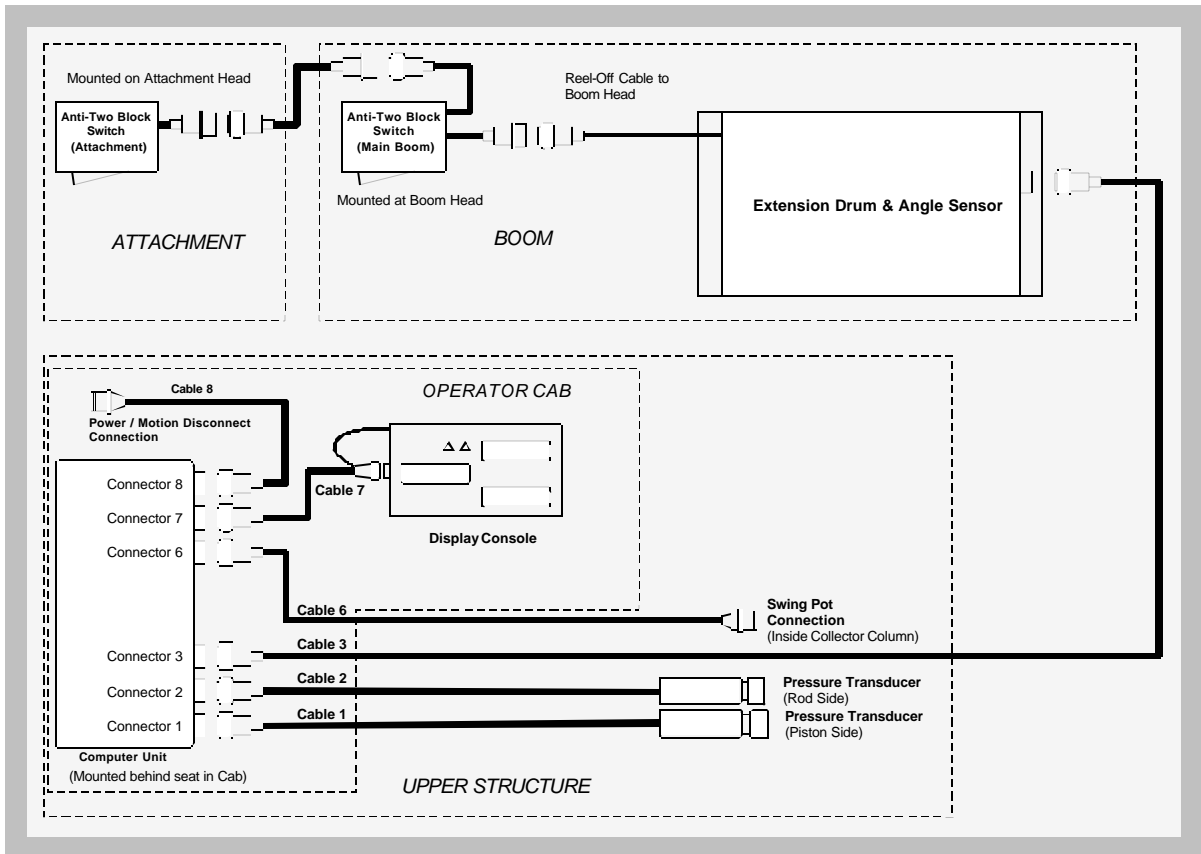 Mounted on Attachment Head
Anti-Two Block
Switch
(Attachment)
ATTACHMENT
Reel-Off Cable to
Boom Head
Anti-Two Block
Switch
(Main Boom)
Mounted at Boom Head
BOOM
Extension Drum & Angle Sensor
OPERATOR CAB
Cable 8
Power / Motion Disconnect
Connection
Connector 8
Connector 7
Connector 6
Connector 3
Connector 2
Connector 1
Computer Unit
(Mounted behind seat in Cab)
Cable 7
Display Console
Cable 6
Swing Pot
Connection
(Inside Collector Column)
Cable 3
Cable 2
Pressure Transducer
(Rod Side)
Cable 1
Pressure Transducer
(Piston Side)
UPPER STRUCTURE